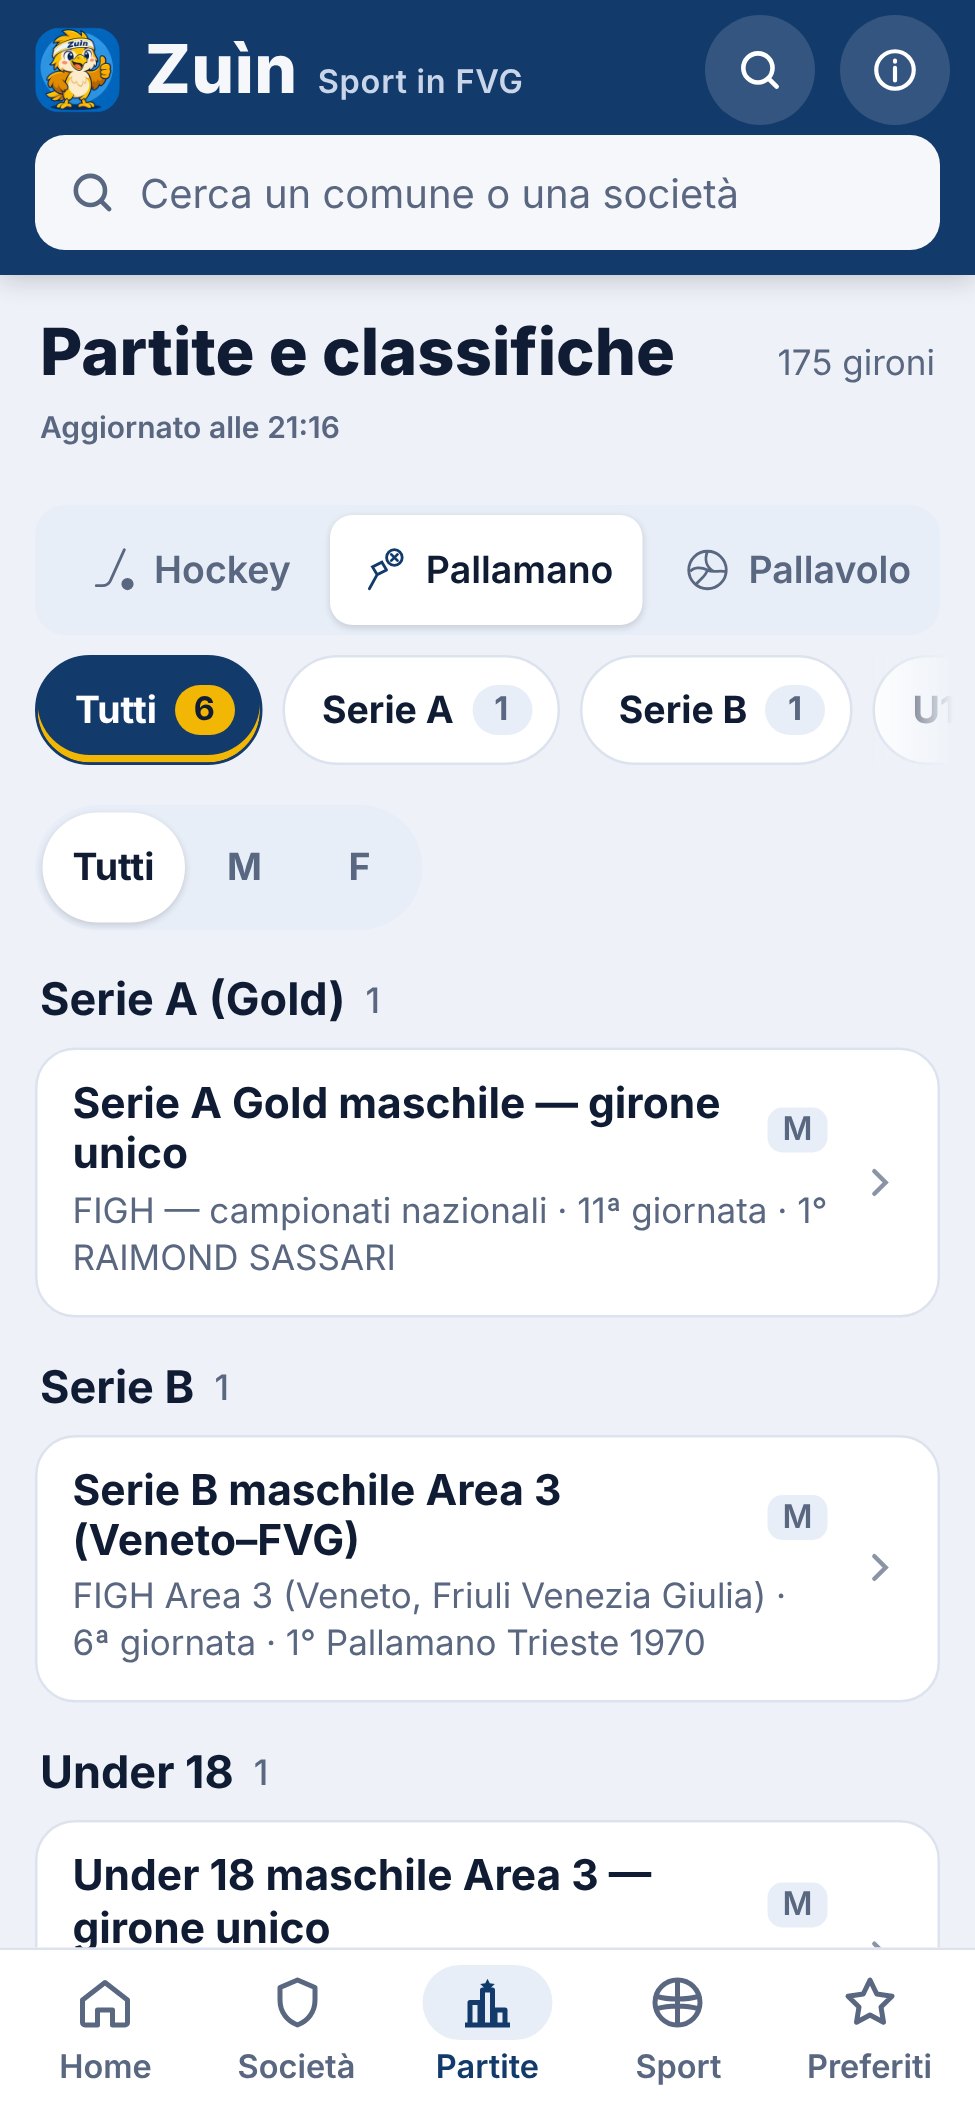 Zuìn Sport in FVG
Cerca un comune o una società
Partite e classifiche 175 gironi
Aggiornato alle 21:16
Hockey Pallamano Pallavolo
Tutti 6 Serie A 1 Serie B 1
Tutti M F
Serie A (Gold) 1
Serie A Gold maschile — girone
unico
M
FIGH — campionati nazionali · 11ª giornata · 1°
RAIMOND SASSARI
Serie B 1
Serie B maschile Area 3
(Veneto–FVG)
M
FIGH Area 3 (Veneto, Friuli Venezia Giulia) ·
6ª giornata · 1° Pallamano Trieste 1970
Under 18 1
Under 18 maschile Area 3 —
girone unico
M
Home Società Partite Sport Preferiti